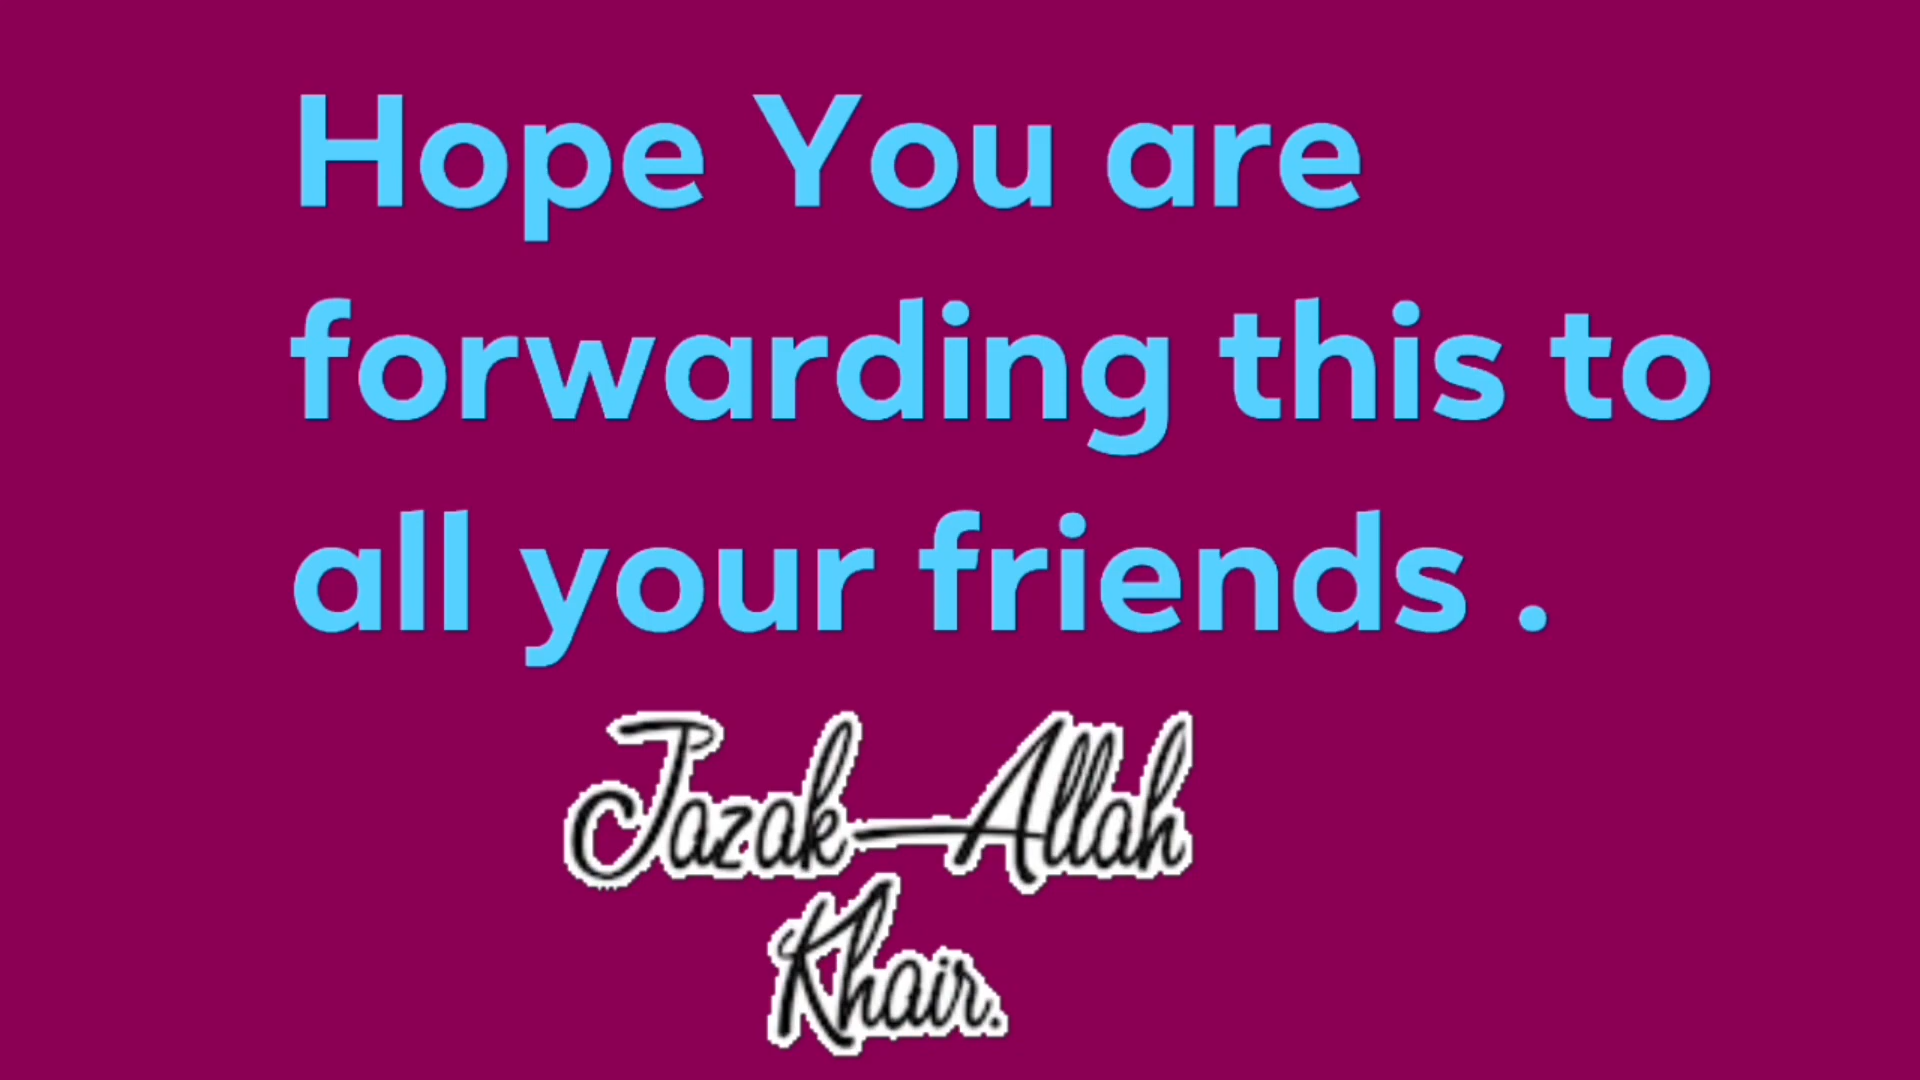 Hope You are
forwarding this to
all your friends .
Jazak-Allah
Khair.